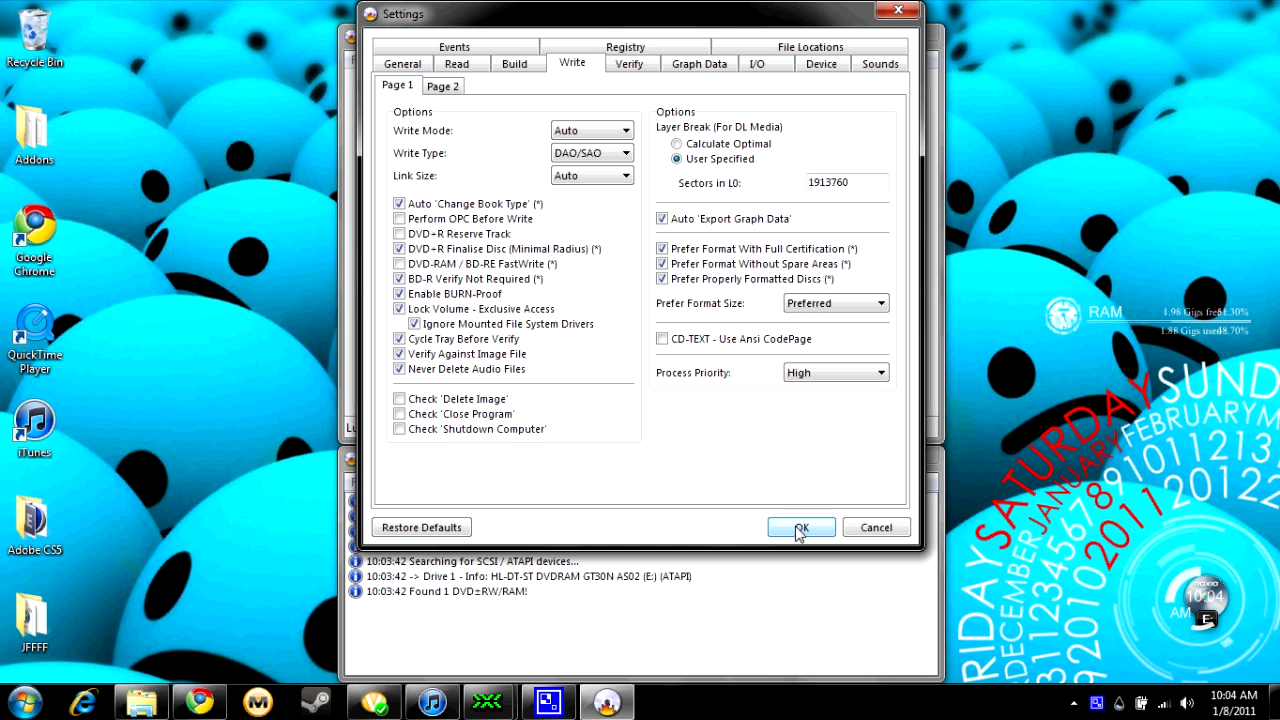 Settings
Events
Registry
File Locations
General
Read
Build
Write
Verify
Graph Data
I/O
Device
Sounds
Page 1
Page 2
Options
Write Mode:
Auto
Write Type:
DAO/SAO
Link Size:
Auto
Auto 'Change Book Type' (*)
Perform OPC Before Write
DVD+R Reserve Track
DVD+R Finalise Disc (Minimal Radius) (*)
DVD-RAM / BD-RE FastWrite (*)
BD-R Verify Not Required (*)
Enable BURN-Proof
Lock Volume - Exclusive Access
Ignore Mounted File System Drivers
Cycle Tray Before Verify
Verify Against Image File
Never Delete Audio Files
Check 'Delete Image'
Check 'Close Program'
Check 'Shutdown Computer'
Options
Layer Break (For DL Media)
Calculate Optimal
User Specified
Sectors in L0:
1913760
Auto 'Export Graph Data'
Prefer Format With Full Certification (*)
Prefer Format Without Spare Areas (*)
Prefer Properly Formatted Discs (*)
Prefer Format Size:
Preferred
CD-TEXT - Use Ansi CodePage
Process Priority:
High
Restore Defaults
OK
Cancel
10:03:42 Searching for SCSI / ATAPI devices...
10:03:42 -> Drive 1 - Info: HL-DT-ST DVDRAM GT30N AS02 (E:) (ATAPI)
10:03:42 Found 1 DVD±RW/RAM!
Recycle Bin
Addons
Google
Chrome
QuickTime
Player
iTunes
Adobe CS5
JFFFF
RAM
FRIDAY
SATURDAY
DECEMBER
JANUARY
2011
10:04
AM
10:04 AM
1/8/2011